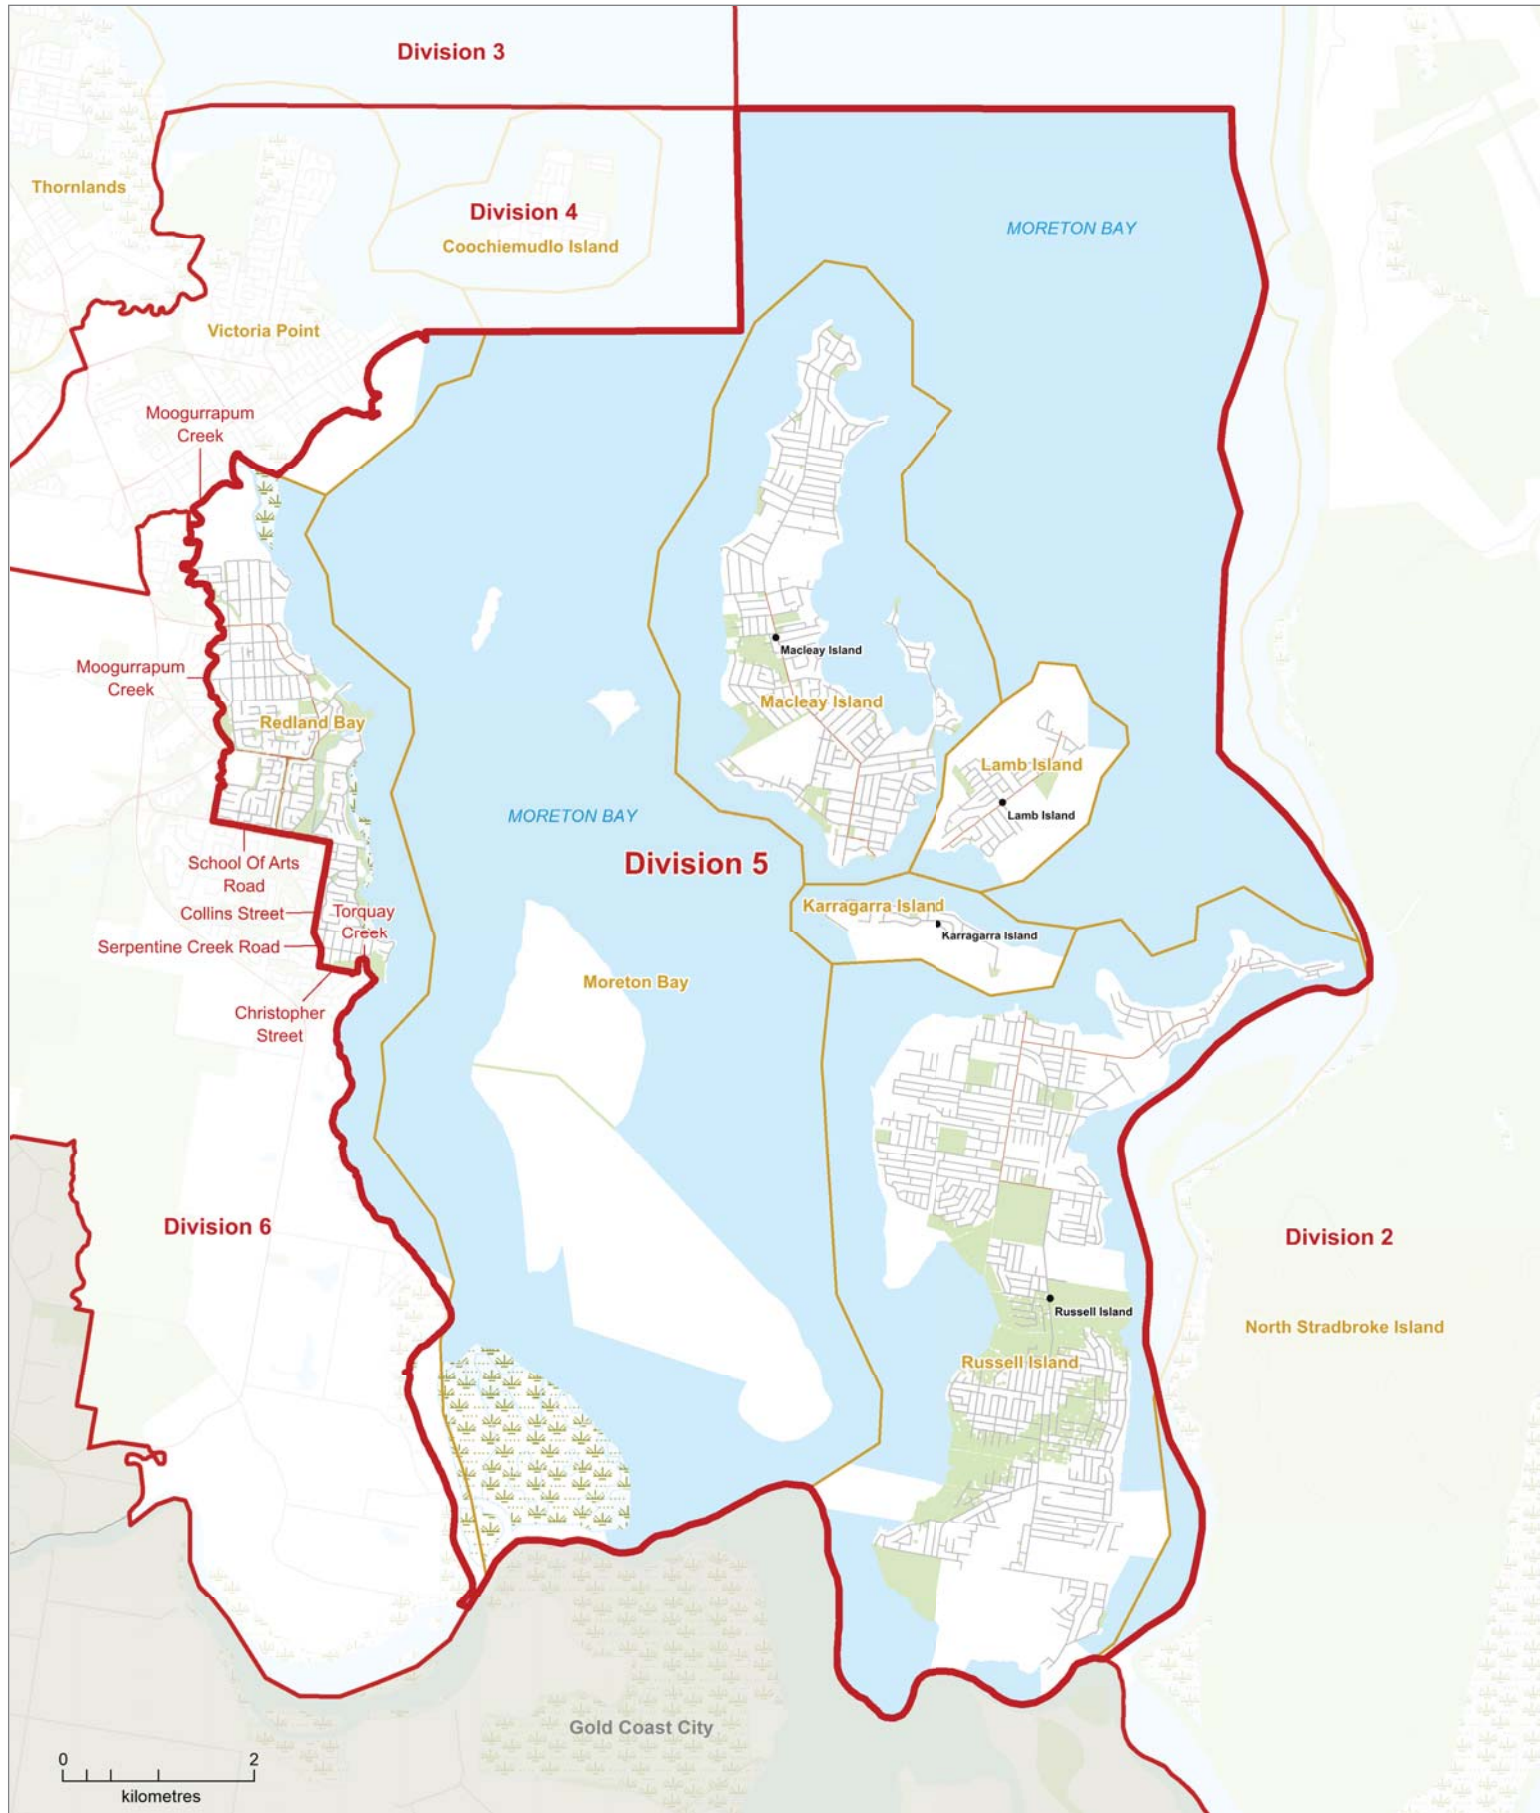 Division 3
Thornlands
Division 4
MORETON BAY
Coochiemudlo Island
Victoria Point
Moogurrapum
Creek
Macleay Island
Moogurrapum
Creek
Macleay Island
Redland Bay
Lamb Island
Lamb Island
MORETON BAY
School Of Arts
Road
Division 5
Karragarra Island
Collins Street
Torquay
Creek
Karragarra Island
Serpentine Creek Road
Moreton Bay
Christopher
Street
Division 6
Division 2
Russell Island
North Stradbroke Island
Russell Island
Gold Coast City
0 2
kilometres